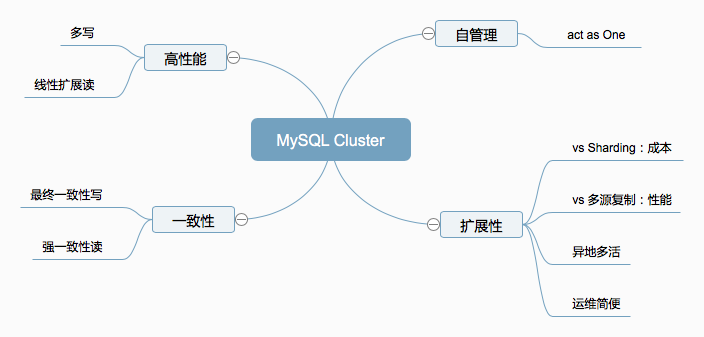 多写
高性能
线性扩展读
自管理
act as One
MySQL Cluster
最终一致性写
一致性
强一致性读
vs Sharding：成本
vs 多源复制：性能
扩展性
异地多活
运维简便